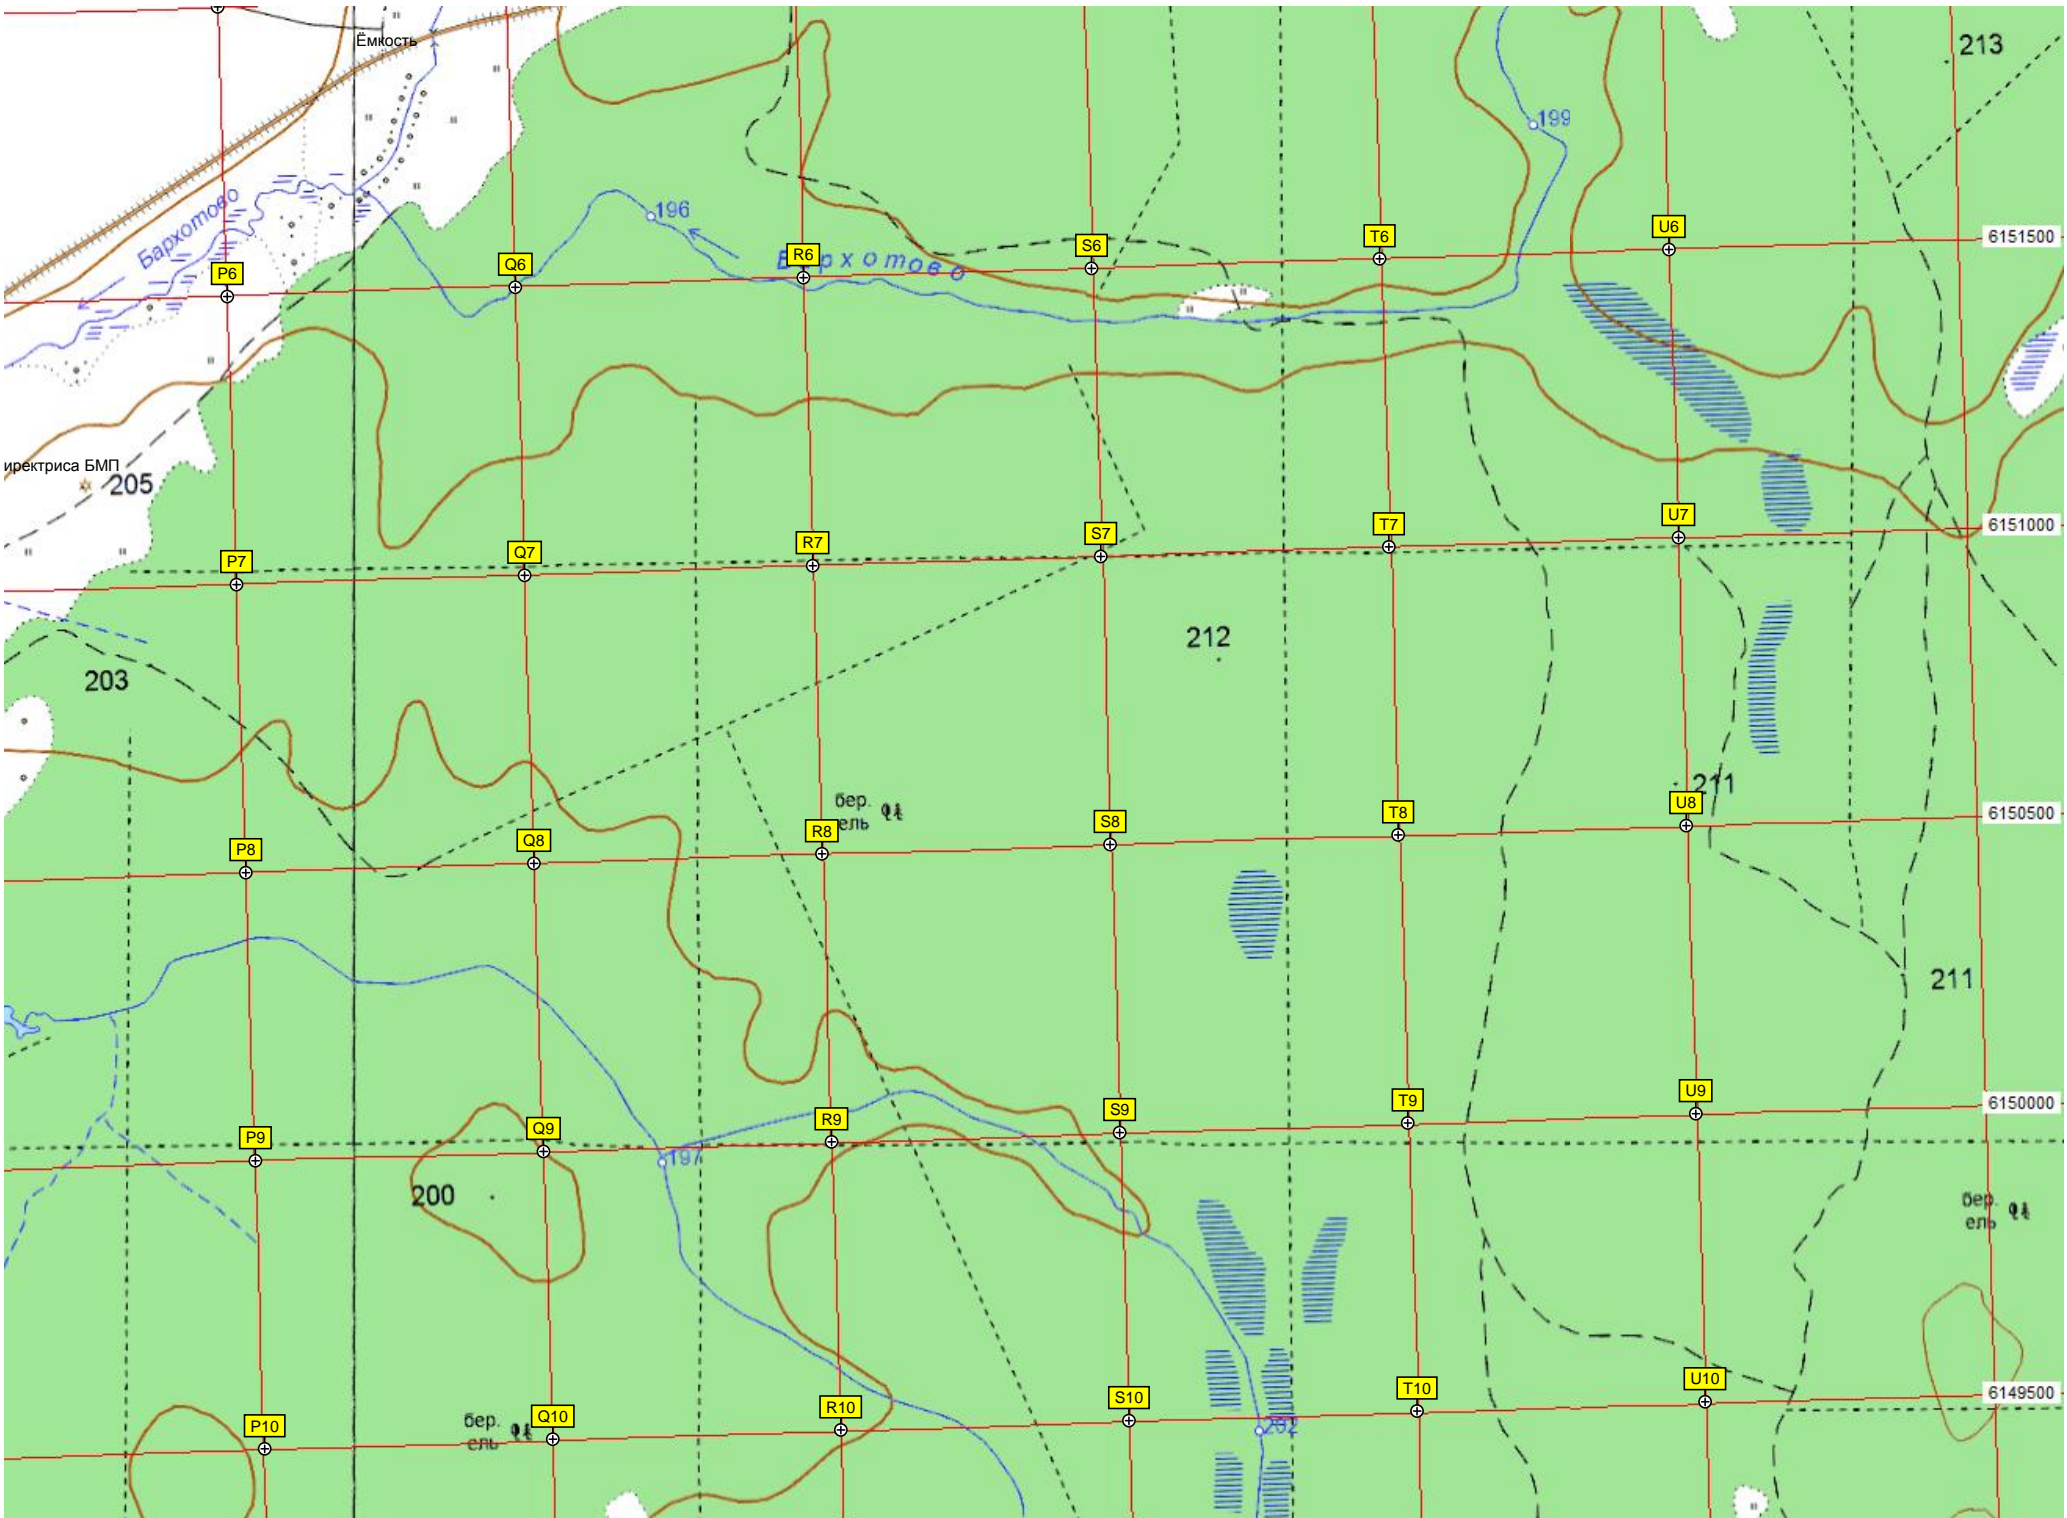 Ёмкость
213
199
Бархотово
196
Бархотово
P6
Q6
R6
S6
T6
U6
6151500
иректриса БМП
205
P7
Q7
R7
S7
T7
U7
6151000
212
203
211
бер.
ель
P8
Q8
R8
S8
T8
U8
6150500
211
P9
Q9
R9
S9
T9
U9
6150000
197
200
бер.
ель
бер.
ель
P10
Q10
R10
S10
T10
U10
6149500
202